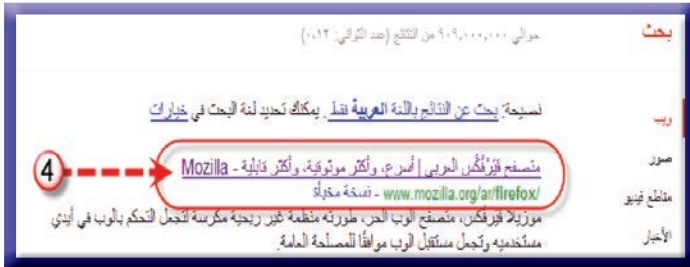 بحث
حوالي ٩٠٩,٠٠٠,٠٠٠ من النتائج (عدد الثواني: ٠،١٢)
نصيحة: بحث عن النتائج باللغة العربية فقط . يمكنك تحديد لغة البحث في خيارات
ويب
متصفح فَيَرْفُكْس العربي | أسرع، وأكثر موثوقية، وأكثر قابلية - Mozilla
4
صور
www.mozilla.org/ar/firefox/ - نسخة مخبأة
مقاطع فيديو
موزيلا فيرفكس، متصفح الوب الحر، طورته منظمة غير ربحية مكرسة لتجعل التحكم بالوب في أيدي
مستخدميه وتجعل مستقبل الوب موافقًا للمصلحة العامة.
الأخبار